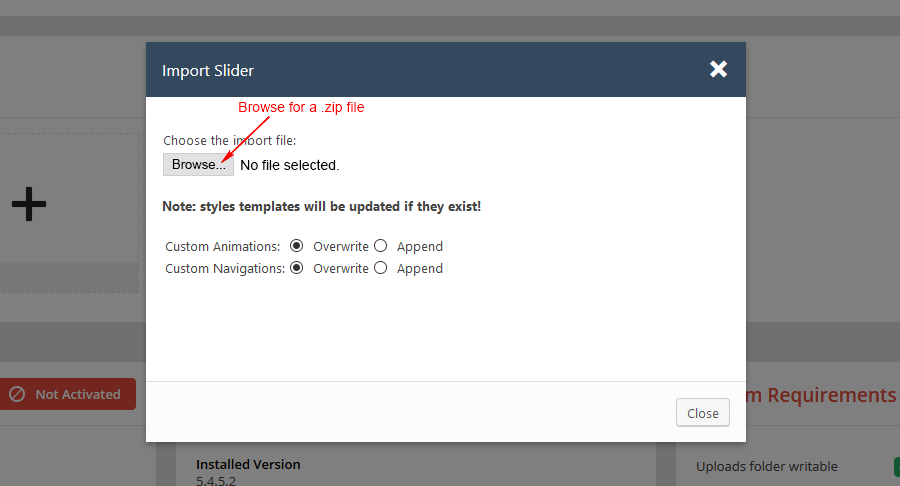 Import Slider
Browse for a .zip file
Choose the import file:
Browse... No file selected.
Note: styles templates will be updated if they exist!
Custom Animations: Overwrite Append
Custom Navigations: Overwrite Append
Not Activated
m Requirements
Close
Installed Version
5.4.5.2
Uploads folder writable